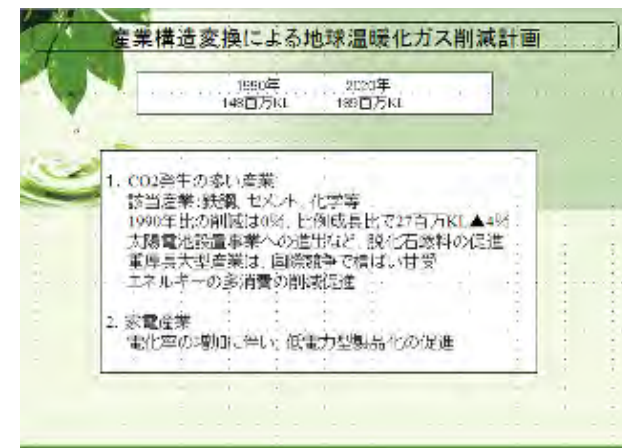 産業構造変換による地球温暖化ガス削減計画
1990年 2020年
148百万KL 189百万KL
1. CO2発生の多い産業
該当産業:鉄鋼、セメント、化学等
1990年比の削減は0%、比例成長比で27百万KL▲4%
太陽電池設置事業への進出など、脱化石燃料の促進
重厚長大型産業は、国際競争で横ばい甘受
エネルギーの多消費の削減促進
2. 家電産業
電化率の増加に伴い、低電力型製品化の促進